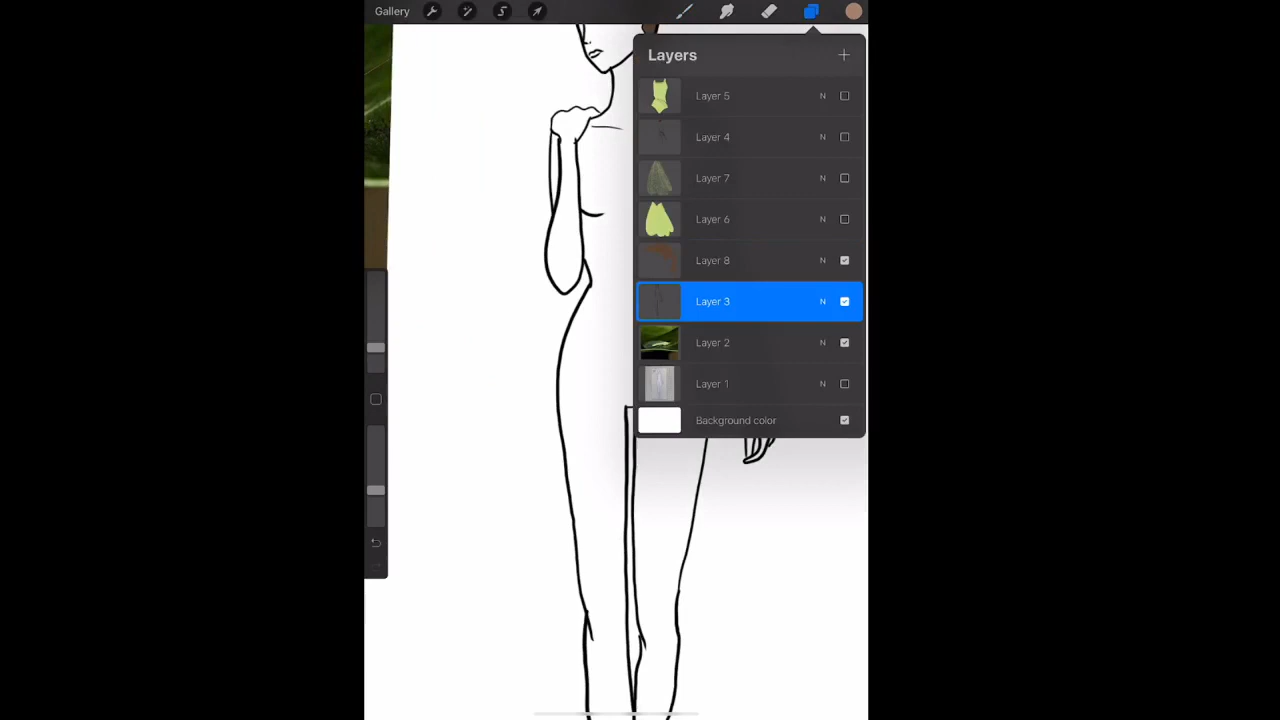 Gallery
Layers
Layer 5 N
Layer 4 N
Layer 7 N
Layer 6 N
Layer 8 N
Layer 3 N
Layer 2 N
Layer 1 N
Background color